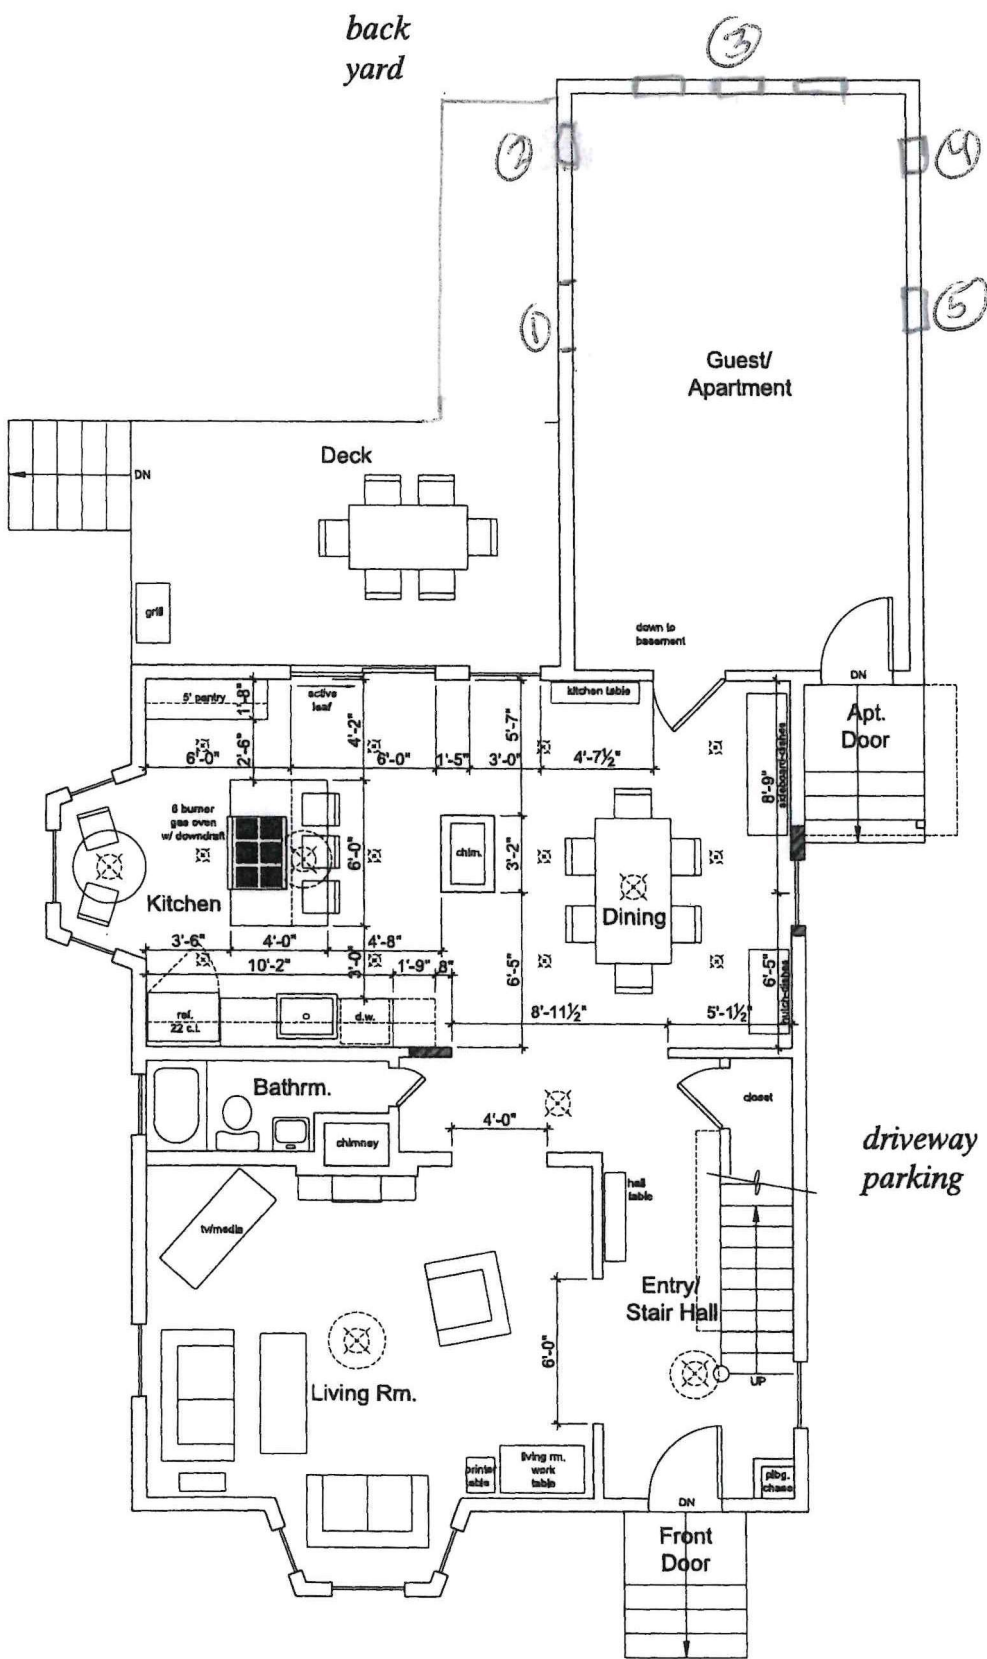 back
yard
3
2
4
1
5
Guest/
Apartment
Deck
DN
grill
down to
basement
DN
Apt.
Door
5' pantry
1'-8"
active
leaf
4'-2"
5'-7"
kitchen table
2'-6"
6'-0"
6'-0"
1'-5"
3'-0"
4'-7½"
8'-9"
sideboard-dishes
6 burner
gas oven
w/ downdraft
6'-0"
chim.
3'-2"
Kitchen
Dining
3'-6"
4'-0"
4'-8"
10'-2"
3'-0"
1'-9"
8"
6'-5"
6'-5"
hutch-dishes
ref.
22 c.f.
d.w.
8'-11½"
5'-1½"
Bathrm.
closet
chimney
4'-0"
driveway
parking
hall
table
tv/media
Entry/
Stair Hall
6'-0"
UP
Living Rm.
printer
table
living rm.
work
table
plbg.
chase
DN
Front
Door